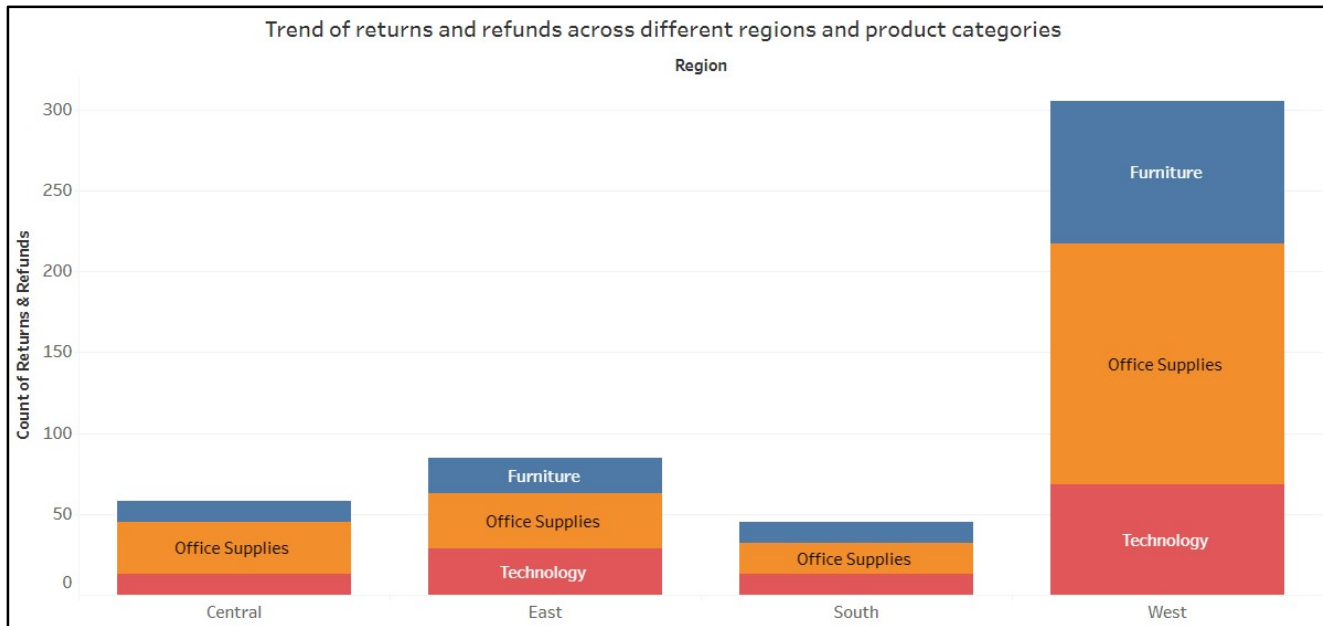 Trend of returns and refunds across different regions and product categories
Region
Count of Returns & Refunds
300
250
200
150
100
50
0
Office Supplies
Furniture
Office Supplies
Technology
Office Supplies
Furniture
Office Supplies
Technology
Central
East
South
West